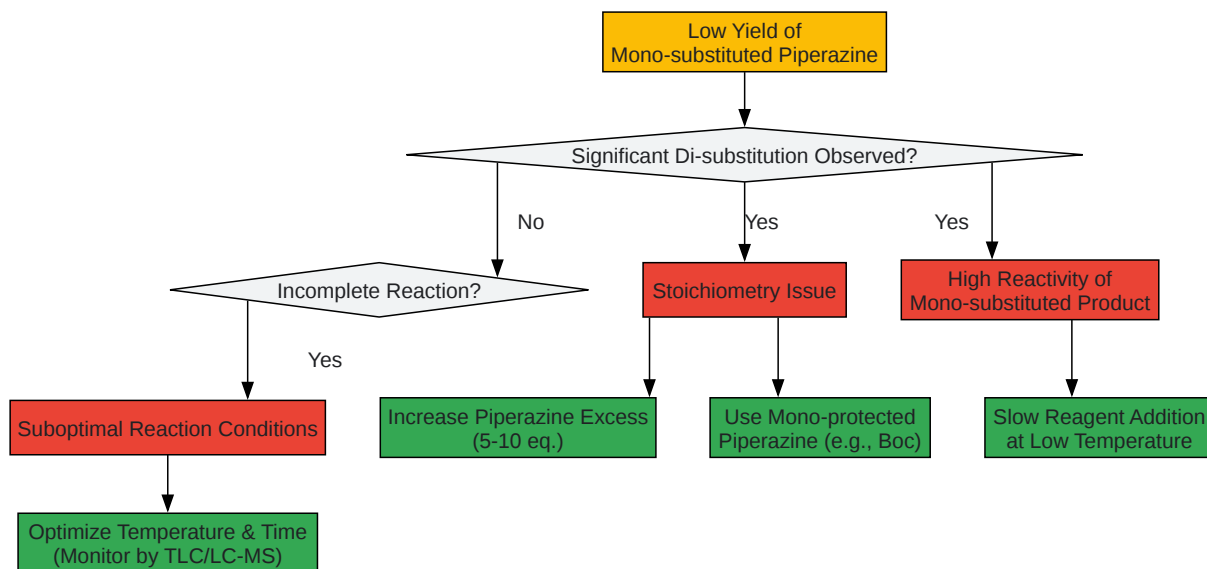 Low Yield of
Mono-substituted Piperazine
Significant Di-substitution Observed?
No
Yes
Yes
Incomplete Reaction?
Stoichiometry Issue
High Reactivity of
Mono-substituted Product
Yes
Suboptimal Reaction Conditions
Increase Piperazine Excess
(5-10 eq.)
Use Mono-protected
Piperazine (e.g., Boc)
Slow Reagent Addition
at Low Temperature
Optimize Temperature & Time
(Monitor by TLC/LC-MS)